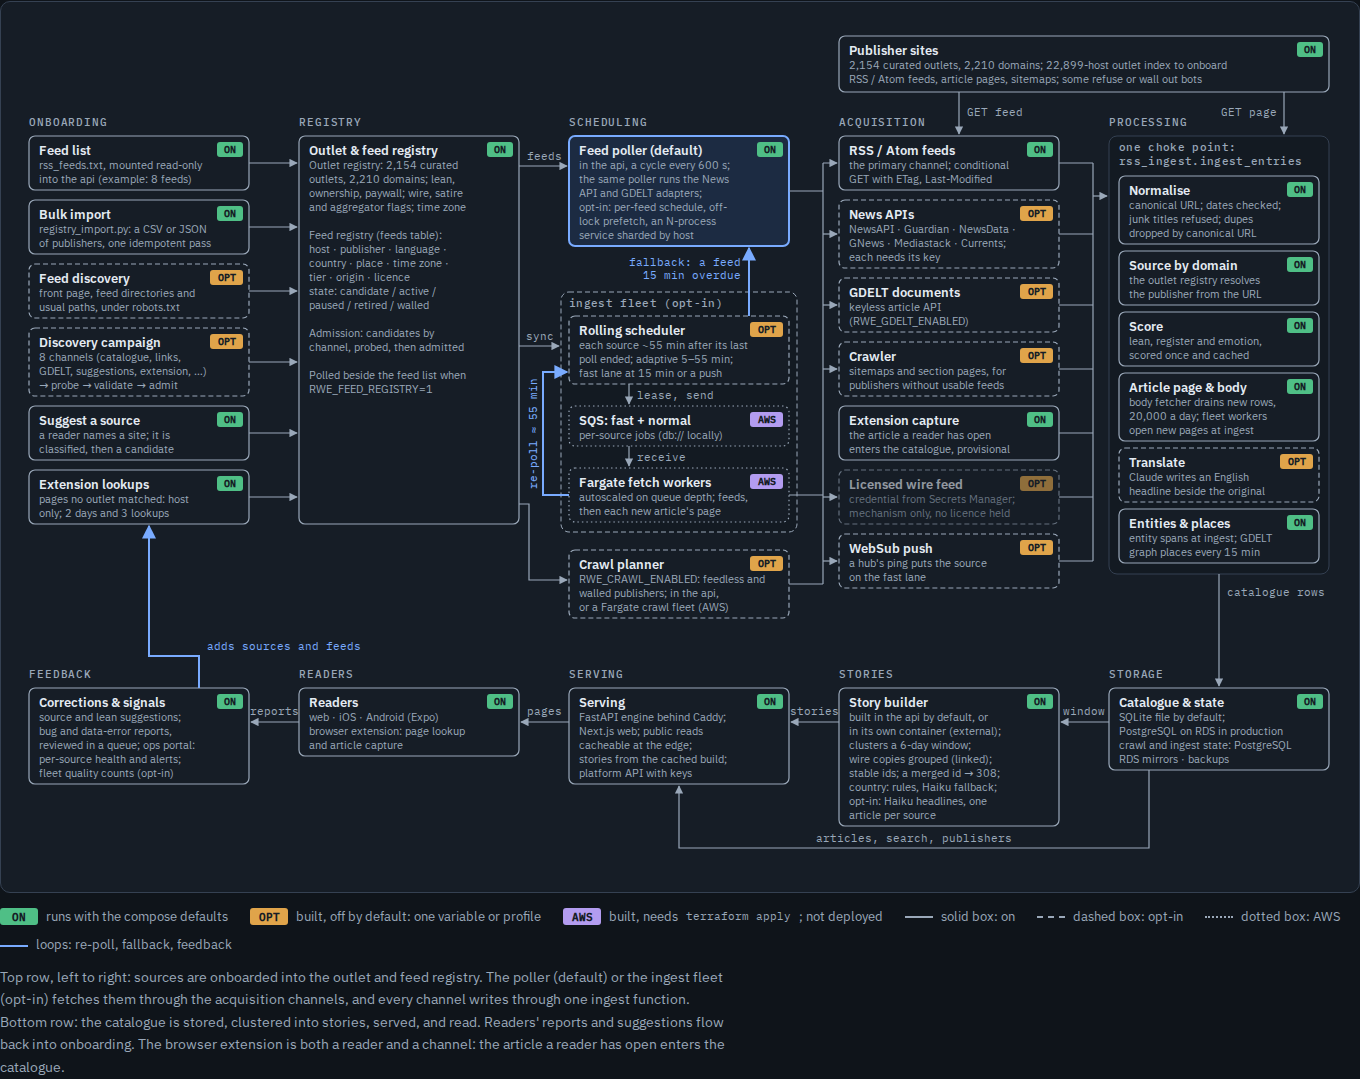 Publisher sites ON
2,154 curated outlets, 2,210 domains; 22,899-host outlet index to onboard
RSS / Atom feeds, article pages, sitemaps; some refuse or wall out bots
GET feed
GET page
ONBOARDING
Feed list ON
rss_feeds.txt, mounted read-only
into the api (example: 8 feeds)
Bulk import ON
registry_import.py: a CSV or JSON
of publishers, one idempotent pass
Feed discovery OPT
front page, feed directories and
usual paths, under robots.txt
Discovery campaign OPT
8 channels (catalogue, links,
GDELT, suggestions, extension, …)
→ probe → validate → admit
Suggest a source ON
a reader names a site; it is
classified, then a candidate
Extension lookups ON
pages no outlet matched: host
only; 2 days and 3 lookups
REGISTRY
Outlet & feed registry ON
Outlet registry: 2,154 curated
outlets, 2,210 domains; lean,
ownership, paywall; wire, satire
and aggregator flags; time zone
Feed registry (feeds table):
host · publisher · language ·
country · place · time zone ·
tier · origin · licence
state: candidate / active /
paused / retired / walled
Admission: candidates by
channel, probed, then admitted
Polled beside the feed list when
RWE_FEED_REGISTRY=1
feeds
sync
SCHEDULING
Feed poller (default) ON
in the api, a cycle every 600 s;
the same poller runs the News
API and GDELT adapters;
opt-in: per-feed schedule, off-
lock prefetch, an N-process
service sharded by host
fallback: a feed
15 min overdue
ingest fleet (opt-in)
Rolling scheduler OPT
each source ~55 min after its last
poll ended; adaptive 5–55 min;
fast lane at 15 min or a push
lease, send
re-poll ≈ 55 min
SQS: fast + normal AWS
per-source jobs (db:// locally)
receive
Fargate fetch workers AWS
autoscaled on queue depth; feeds,
then each new article's page
Crawl planner OPT
RWE_CRAWL_ENABLED: feedless and
walled publishers; in the api,
or a Fargate crawl fleet (AWS)
ACQUISITION
RSS / Atom feeds ON
the primary channel; conditional
GET with ETag, Last-Modified
News APIs OPT
NewsAPI · Guardian · NewsData ·
GNews · Mediastack · Currents;
each needs its key
GDELT documents OPT
keyless article API
(RWE_GDELT_ENABLED)
Crawler OPT
sitemaps and section pages, for
publishers without usable feeds
Extension capture ON
the article a reader has open
enters the catalogue, provisional
Licensed wire feed OPT
credential from Secrets Manager;
mechanism only, no licence held
WebSub push OPT
a hub's ping puts the source
on the fast lane
PROCESSING
one choke point:
rss_ingest.ingest_entries
Normalise ON
canonical URL; dates checked;
junk titles refused; dupes
dropped by canonical URL
Source by domain ON
the outlet registry resolves
the publisher from the URL
Score ON
lean, register and emotion,
scored once and cached
Article page & body ON
body fetcher drains new rows,
20,000 a day; fleet workers
open new pages at ingest
Translate OPT
Claude writes an English
headline beside the original
Entities & places ON
entity spans at ingest; GDELT
graph places every 15 min
catalogue rows
adds sources and feeds
FEEDBACK
Corrections & signals ON
source and lean suggestions;
bug and data-error reports,
reviewed in a queue; ops portal:
per-source health and alerts;
fleet quality counts (opt-in)
reports
READERS
Readers ON
web · iOS · Android (Expo)
browser extension: page lookup
and article capture
pages
SERVING
Serving ON
FastAPI engine behind Caddy;
Next.js web; public reads
cacheable at the edge;
stories from the cached build;
platform API with keys
stories
STORIES
Story builder ON
built in the api by default, or
in its own container (external);
clusters a 6-day window;
wire copies grouped (linked);
stable ids; a merged id → 308;
country: rules, Haiku fallback;
opt-in: Haiku headlines, one
article per source
window
STORAGE
Catalogue & state ON
SQLite file by default;
PostgreSQL on RDS in production
crawl and ingest state: PostgreSQL
RDS mirrors · backups
articles, search, publishers
ON runs with the compose defaults OPT built, off by default: one variable or profile AWS built, needs terraform apply ; not deployed solid box: on dashed box: opt-in dotted box: AWS
loops: re-poll, fallback, feedback
Top row, left to right: sources are onboarded into the outlet and feed registry. The poller (default) or the ingest fleet
(opt-in) fetches them through the acquisition channels, and every channel writes through one ingest function.
Bottom row: the catalogue is stored, clustered into stories, served, and read. Readers' reports and suggestions flow
back into onboarding. The browser extension is both a reader and a channel: the article a reader has open enters the
catalogue.